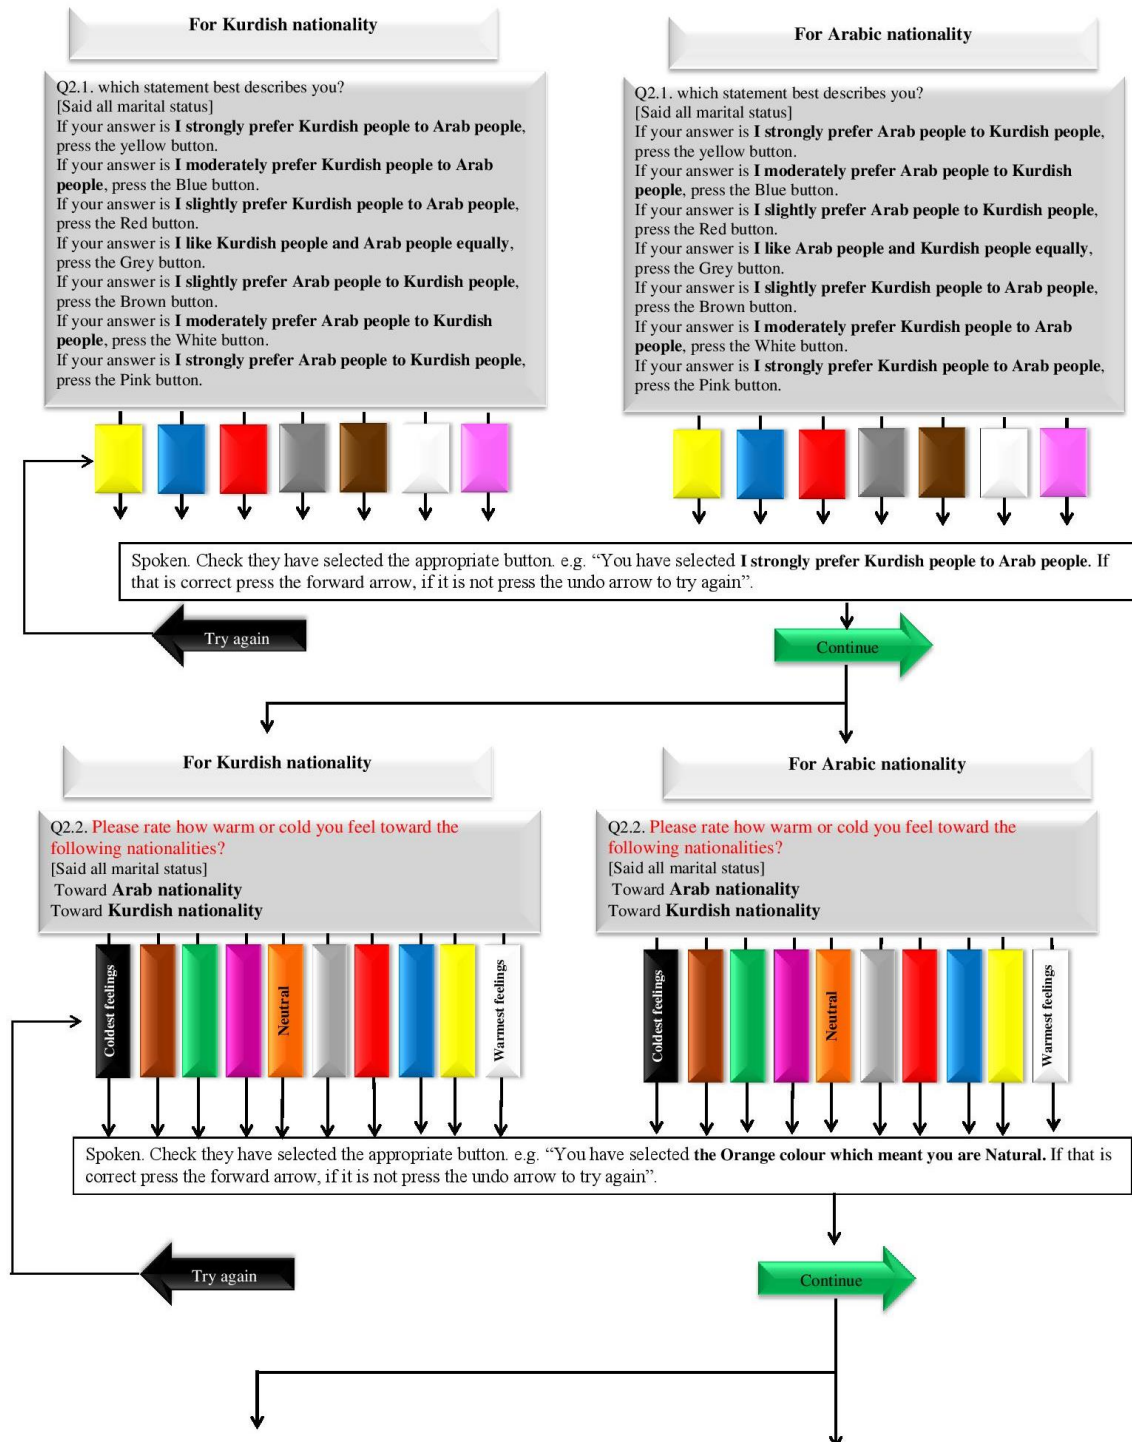 For Kurdish nationality
Q2.1. which statement best describes you?
[Said all marital status]
If your answer is I strongly prefer Kurdish people to Arab people,
press the yellow button.
If your answer is I moderately prefer Kurdish people to Arab
people, press the Blue button.
If your answer is I slightly prefer Kurdish people to Arab people,
press the Red button.
If your answer is I like Kurdish people and Arab people equally,
press the Grey button.
If your answer is I slightly prefer Arab people to Kurdish people,
press the Brown button.
If your answer is I moderately prefer Arab people to Kurdish
people, press the White button.
If your answer is I strongly prefer Arab people to Kurdish people,
press the Pink button.
For Arabic nationality
Q2.1. which statement best describes you?
[Said all marital status]
If your answer is I strongly prefer Arab people to Kurdish people,
press the yellow button.
If your answer is I moderately prefer Arab people to Kurdish
people, press the Blue button.
If your answer is I slightly prefer Arab people to Kurdish people,
press the Red button.
If your answer is I like Arab people and Kurdish people equally,
press the Grey button.
If your answer is I slightly prefer Kurdish people to Arab people,
press the Brown button.
If your answer is I moderately prefer Kurdish people to Arab
people, press the White button.
If your answer is I strongly prefer Kurdish people to Arab people,
press the Pink button.
Spoken. Check they have selected the appropriate button. e.g. “You have selected I strongly prefer Kurdish people to Arab people. If
that is correct press the forward arrow, if it is not press the undo arrow to try again”.
Try again
Continue
For Kurdish nationality
Q2.2. Please rate how warm or cold you feel toward the
following nationalities?
[Said all marital status]
Toward Arab nationality
Toward Kurdish nationality
Coldest feelings
Neutral
Warmest feelings
For Arabic nationality
Q2.2. Please rate how warm or cold you feel toward the
following nationalities?
[Said all marital status]
Toward Arab nationality
Toward Kurdish nationality
Coldest feelings
Neutral
Warmest feelings
Spoken. Check they have selected the appropriate button. e.g. “You have selected the Orange colour which meant you are Natural. If that is
correct press the forward arrow, if it is not press the undo arrow to try again”.
Try again
Continue